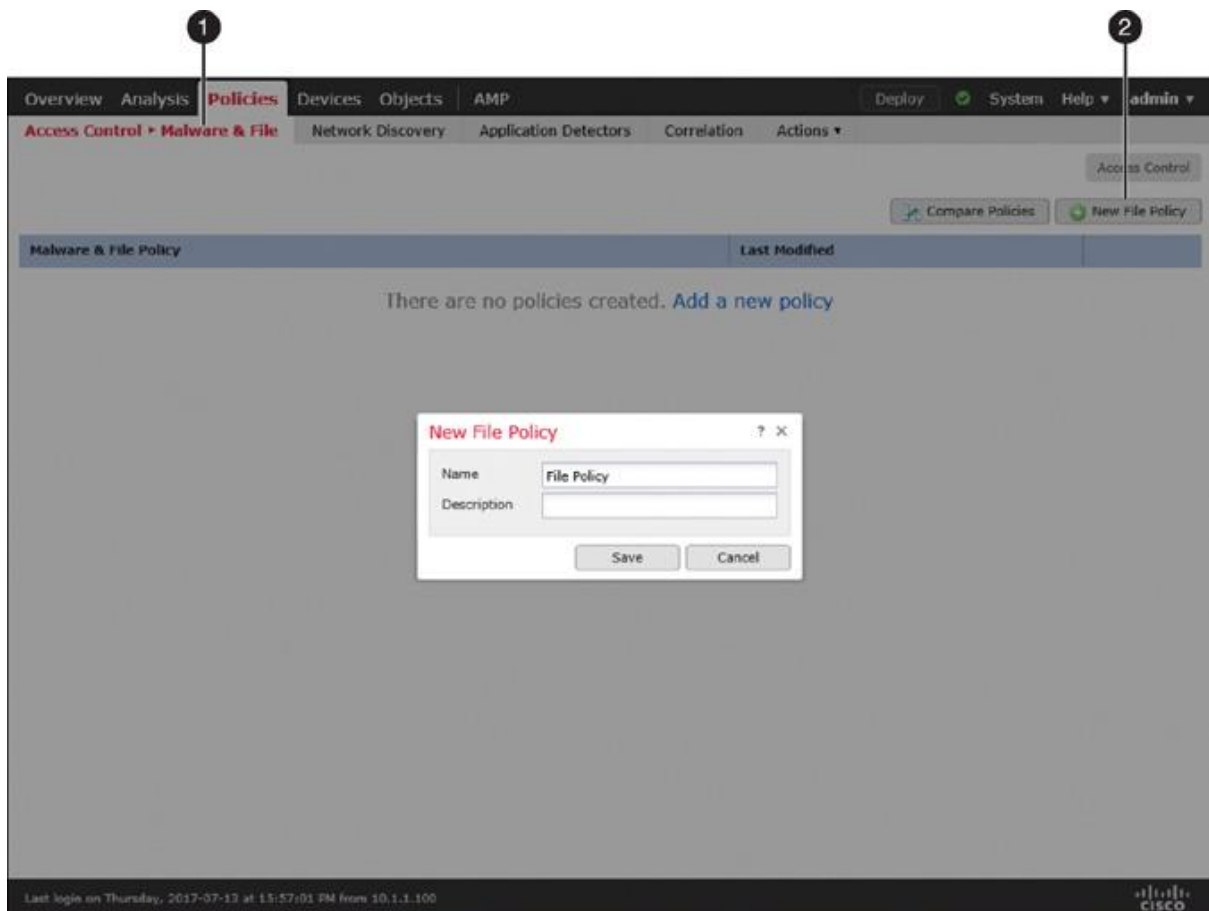 1 2
Overview Analysis Policies Devices Objects AMP Deploy System Help ▾ admin ▾
Access Control ▸ Malware & File Network Discovery Application Detectors Correlation Actions ▾
Access Control
Compare Policies New File Policy
Malware & File Policy Last Modified
There are no policies created. Add a new policy
New File Policy ? ×
Name File Policy
Description
Save Cancel
Last login on Thursday, 2017-07-13 at 15:57:01 PM from 10.1.1.100
CISCO